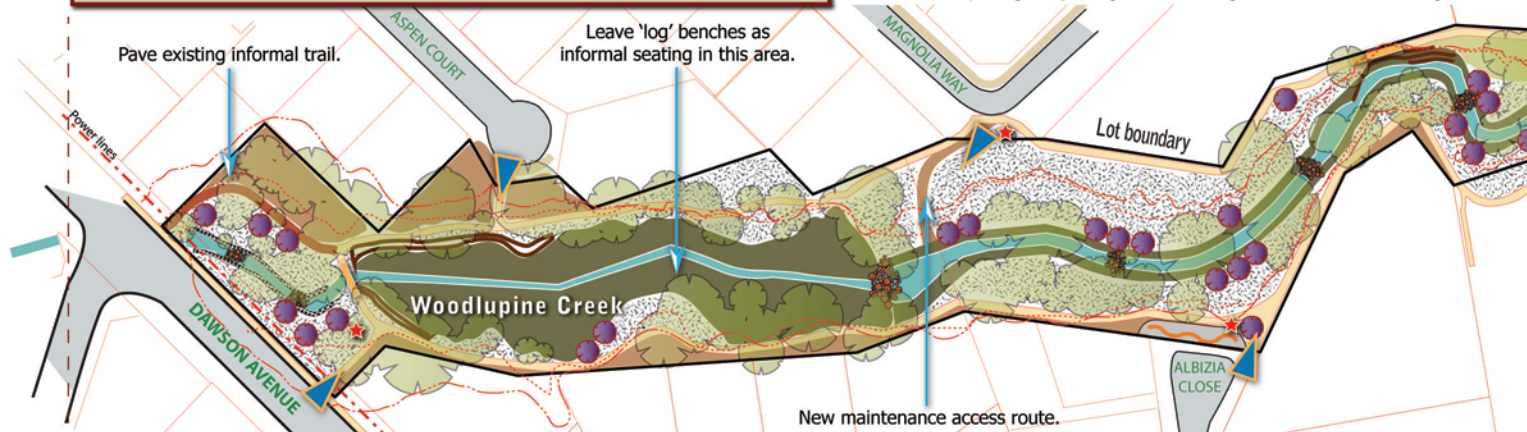 ASPEN COURT
Leave ‘log’ benches as
informal seating in this area.
MAGNOLIA WAY
Pave existing informal trail.
Power lines
Lot boundary
Woodlupine Creek
DAWSON AVENUE
ALBIZIA
CLOSE
New maintenance access route.